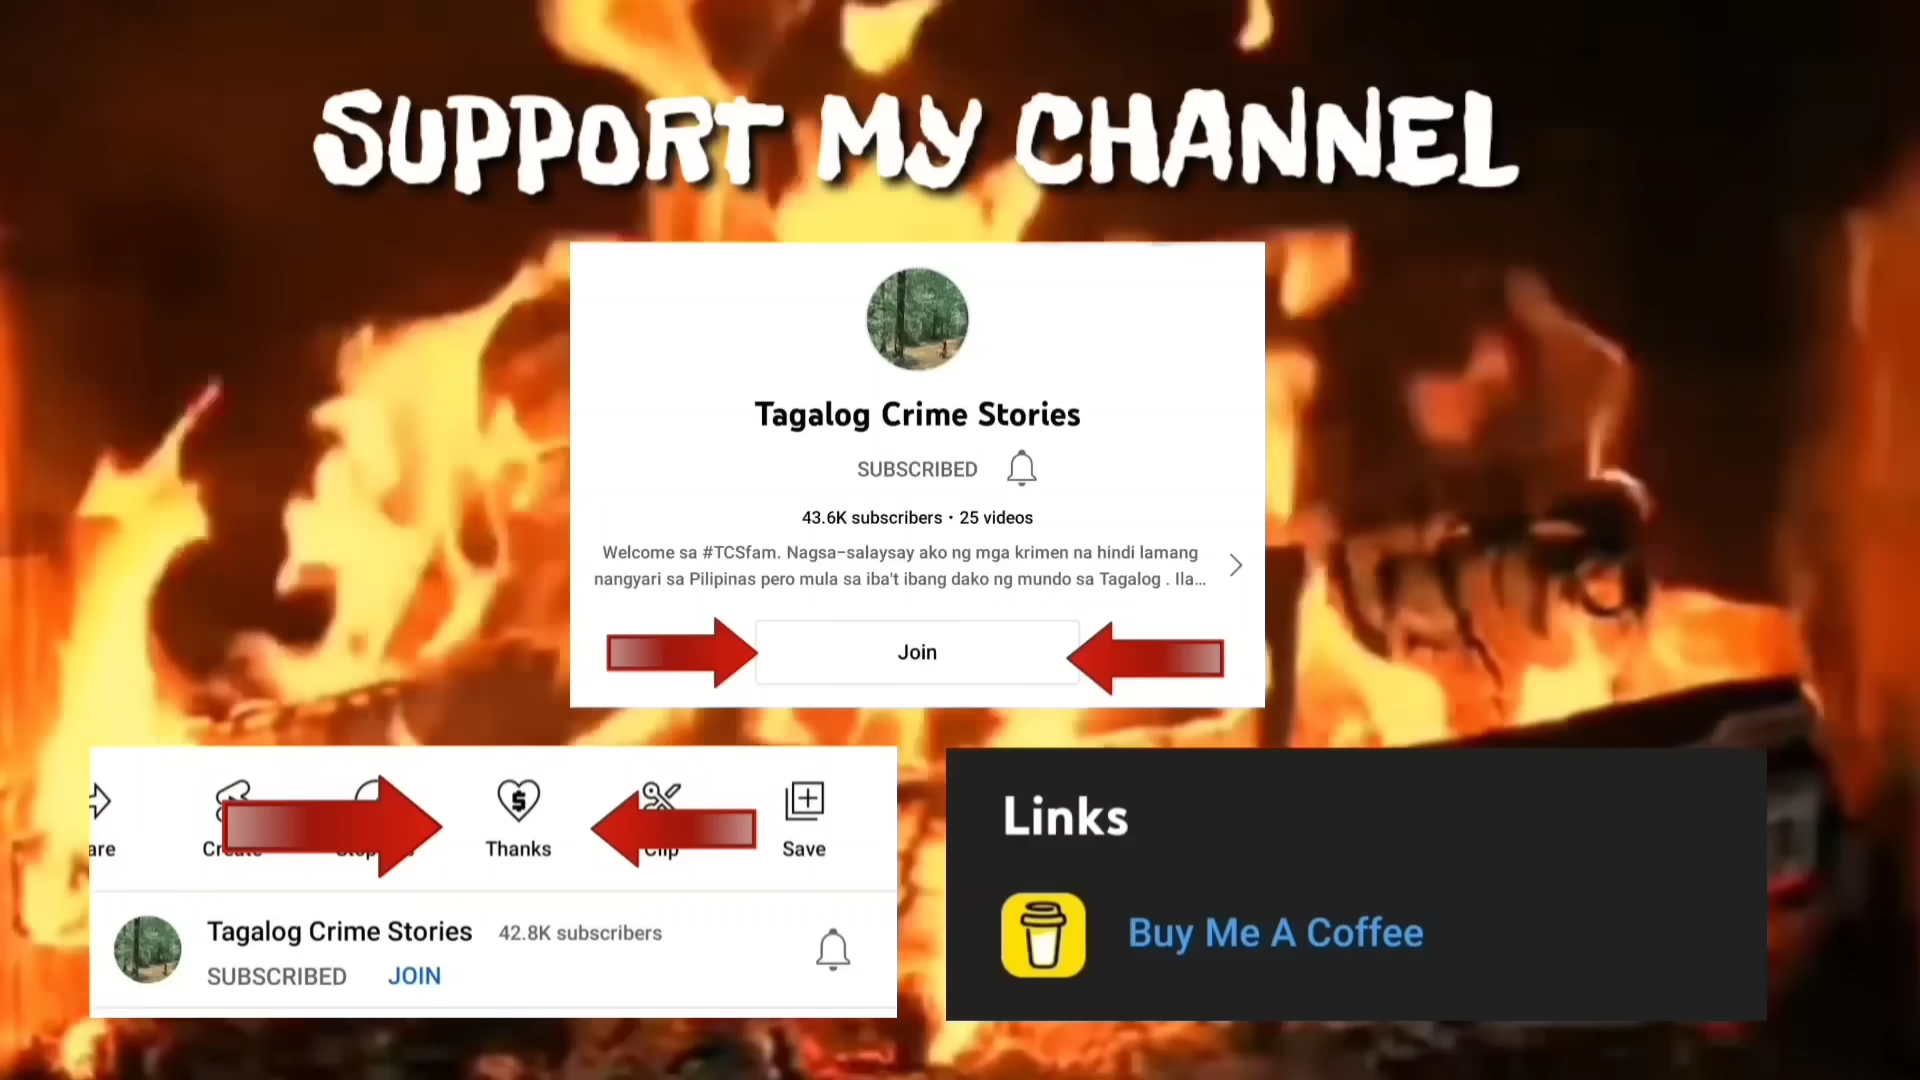 SUPPORT MY CHANNEL
Tagalog Crime Stories
SUBSCRIBED
43.6K subscribers · 25 videos
Welcome sa #TCSfam. Nagsa-salaysay ako ng mga krimen na hindi lamang
nangyari sa Pilipinas pero mula sa iba't ibang dako ng mundo sa Tagalog . Ila...
Join
are Thanks Clip Save
Tagalog Crime Stories 42.8K subscribers
SUBSCRIBED JOIN
Links
Buy Me A Coffee